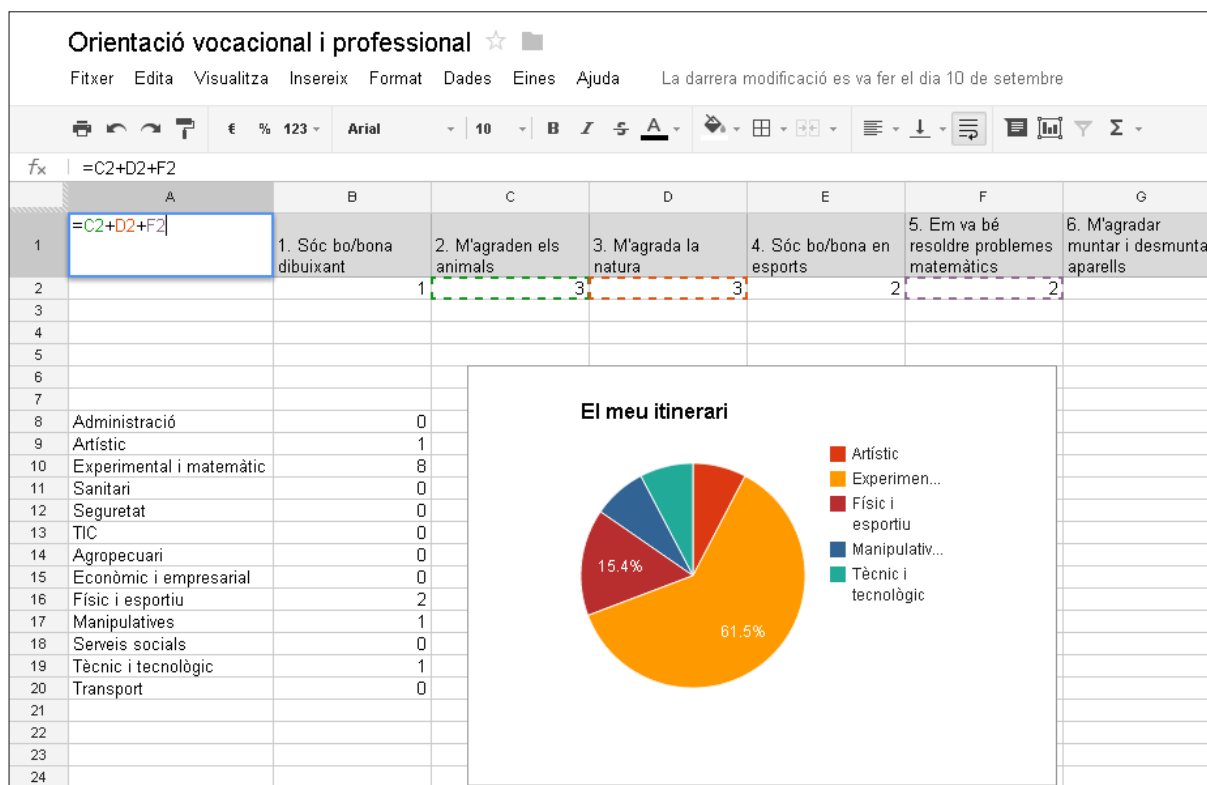 Orientació vocacional i professional
Fitxer Edita Visualitza Insereix Format Dades Eines Ajuda La darrera modificació es va fer el dia 10 de setembre
€ % 123 Arial 10 B I S A Σ
fx =C2+D2+F2
A B C D E F G
1 =C2+D2+F2
1. Sóc bo/bona
dibuixant
2. M'agraden els
animals
3. M'agrada la
natura
4. Sóc bo/bona en
esports
5. Em va bé
resoldre problemes
matemàtics
6. M'agradar
muntar i desmunta
aparells
2 1 3 3 2 2
3
4
5
6
7
8 Administració 0
9 Artístic 1
10 Experimental i matemàtic 8
11 Sanitari 0
12 Seguretat 0
13 TIC 0
14 Agropecuari 0
15 Econòmic i empresarial 0
16 Físic i esportiu 2
17 Manipulatives 1
18 Serveis socials 0
19 Tècnic i tecnològic 1
20 Transport 0
21
22
23
24
El meu itinerari
15.4%
61.5%
Artístic
Experimen...
Físic i
esportiu
Manipulativ...
Tècnic i
tecnològic